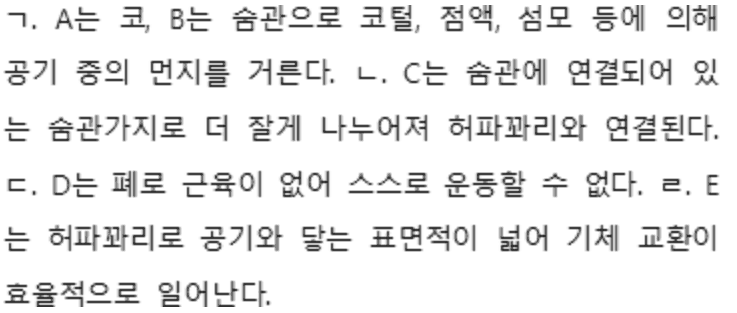 ㄱ. A는 코, B는 숨관으로 코털, 점액, 섬모 등에 의해
공기 중의 먼지를 거른다. ㄴ. C는 숨관에 연결되어 있
는 숨관가지로 더 잘게 나누어져 허파꽈리와 연결된다.
ㄷ. D는 폐로 근육이 없어 스스로 운동할 수 없다. ㄹ. E
는 허파꽈리로 공기와 닿는 표면적이 넓어 기체 교환이
효율적으로 일어난다.